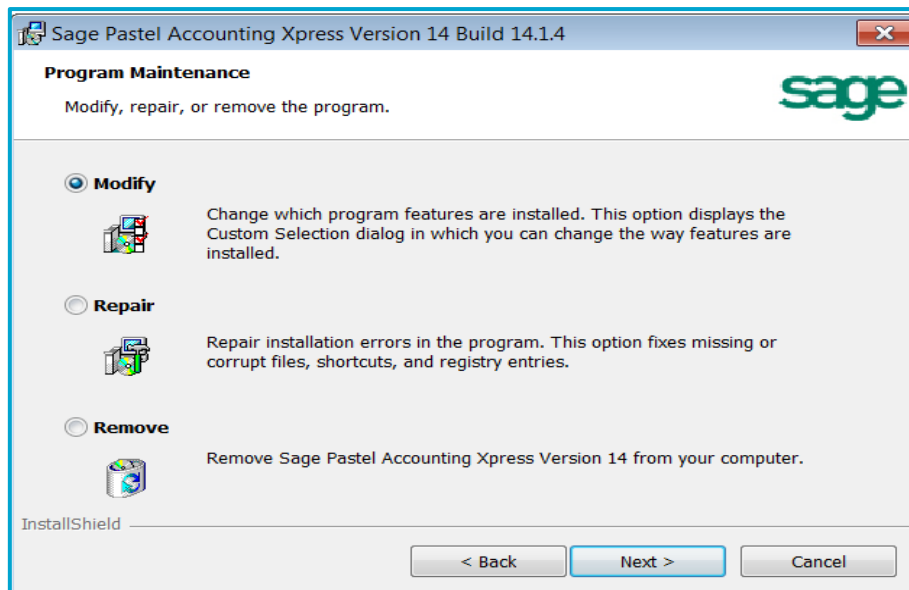 Sage Pastel Accounting Xpress Version 14 Build 14.1.4
Program Maintenance
Modify, repair, or remove the program.
sage
Modify
Change which program features are installed. This option displays the
Custom Selection dialog in which you can change the way features are
installed.
Repair
Repair installation errors in the program. This option fixes missing or
corrupt files, shortcuts, and registry entries.
Remove
Remove Sage Pastel Accounting Xpress Version 14 from your computer.
InstallShield
< Back
Next >
Cancel